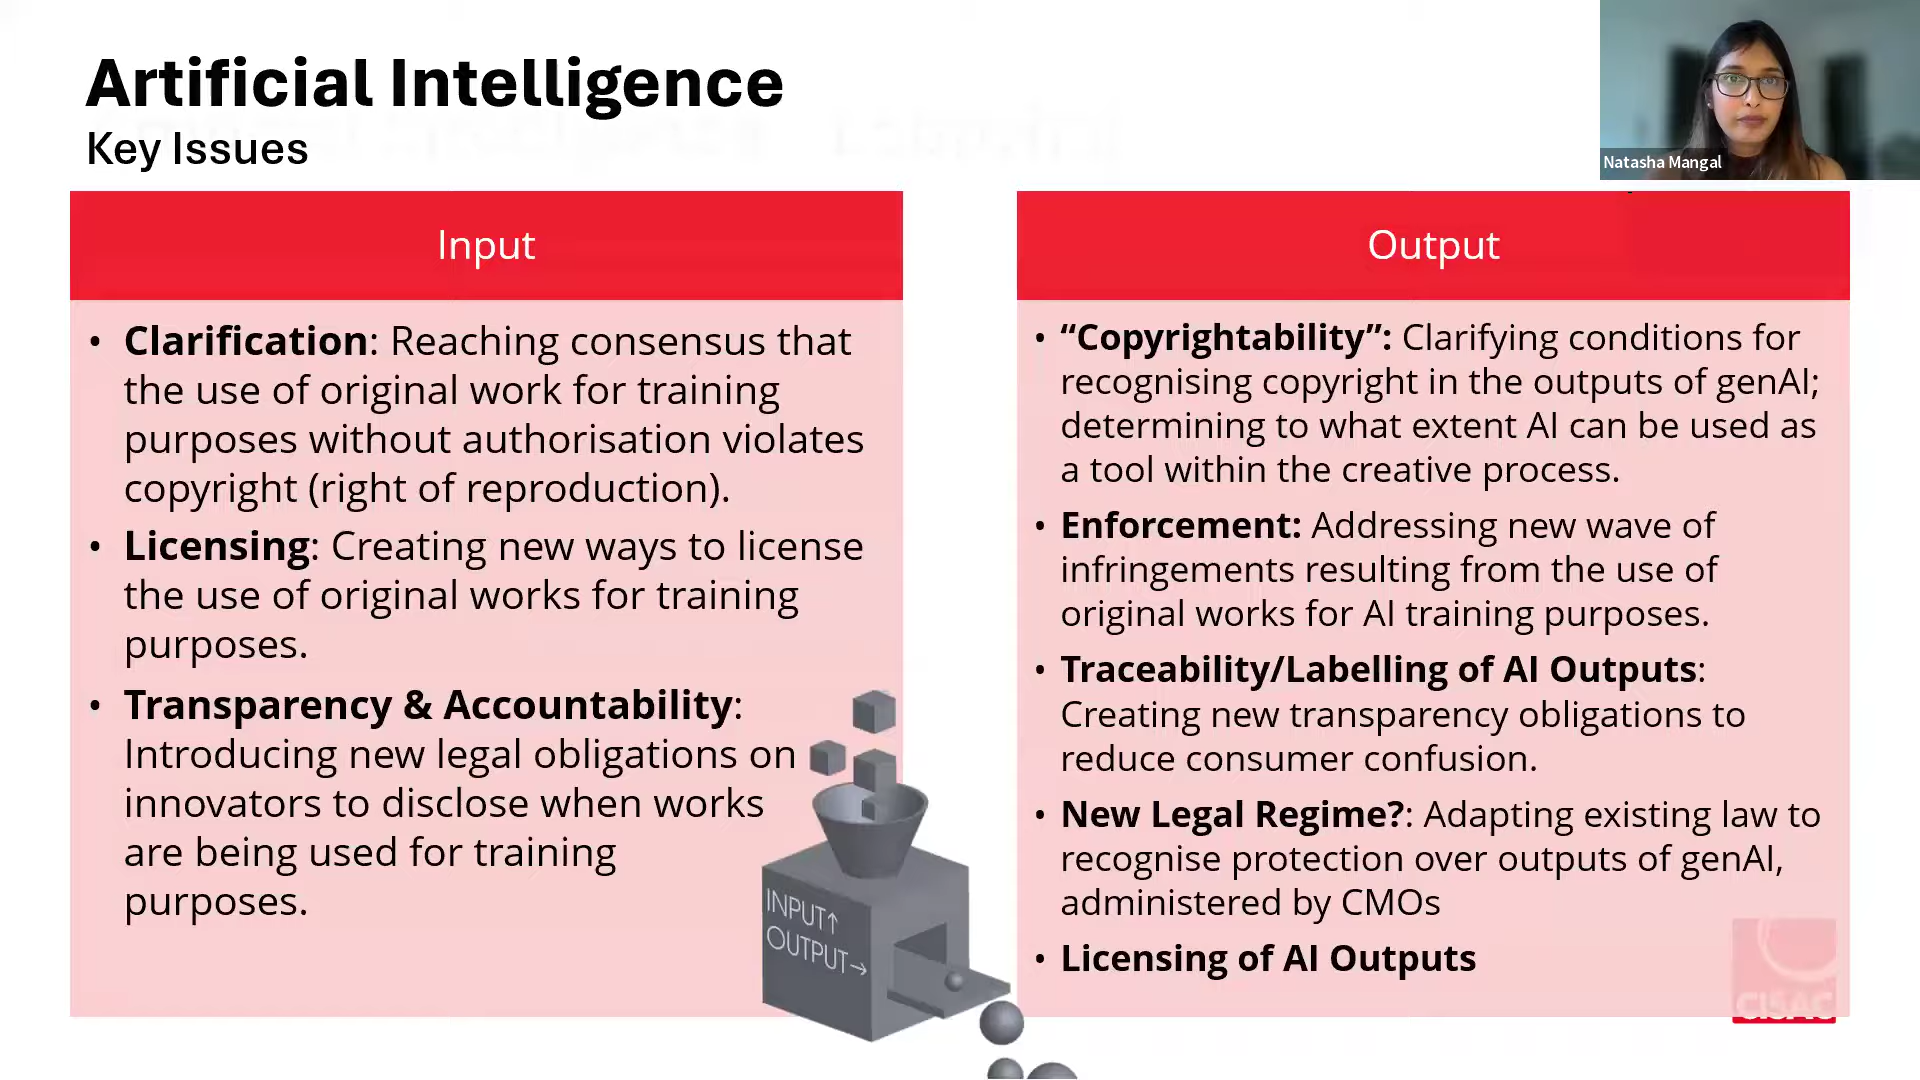 Artificial Intelligence
Key Issues
Natasha Mangal
Input
• Clarification: Reaching consensus that
the use of original work for training
purposes without authorisation violates
copyright (right of reproduction).
• Licensing: Creating new ways to license
the use of original works for training
purposes.
• Transparency & Accountability:
Introducing new legal obligations on
innovators to disclose when works
are being used for training
purposes.
INPUT↑
OUTPUT→
Output
• “Copyrightability”: Clarifying conditions for
recognising copyright in the outputs of genAI;
determining to what extent AI can be used as
a tool within the creative process.
• Enforcement: Addressing new wave of
infringements resulting from the use of
original works for AI training purposes.
• Traceability/Labelling of AI Outputs:
Creating new transparency obligations to
reduce consumer confusion.
• New Legal Regime?: Adapting existing law to
recognise protection over outputs of genAI,
administered by CMOs
• Licensing of AI Outputs
CISAC